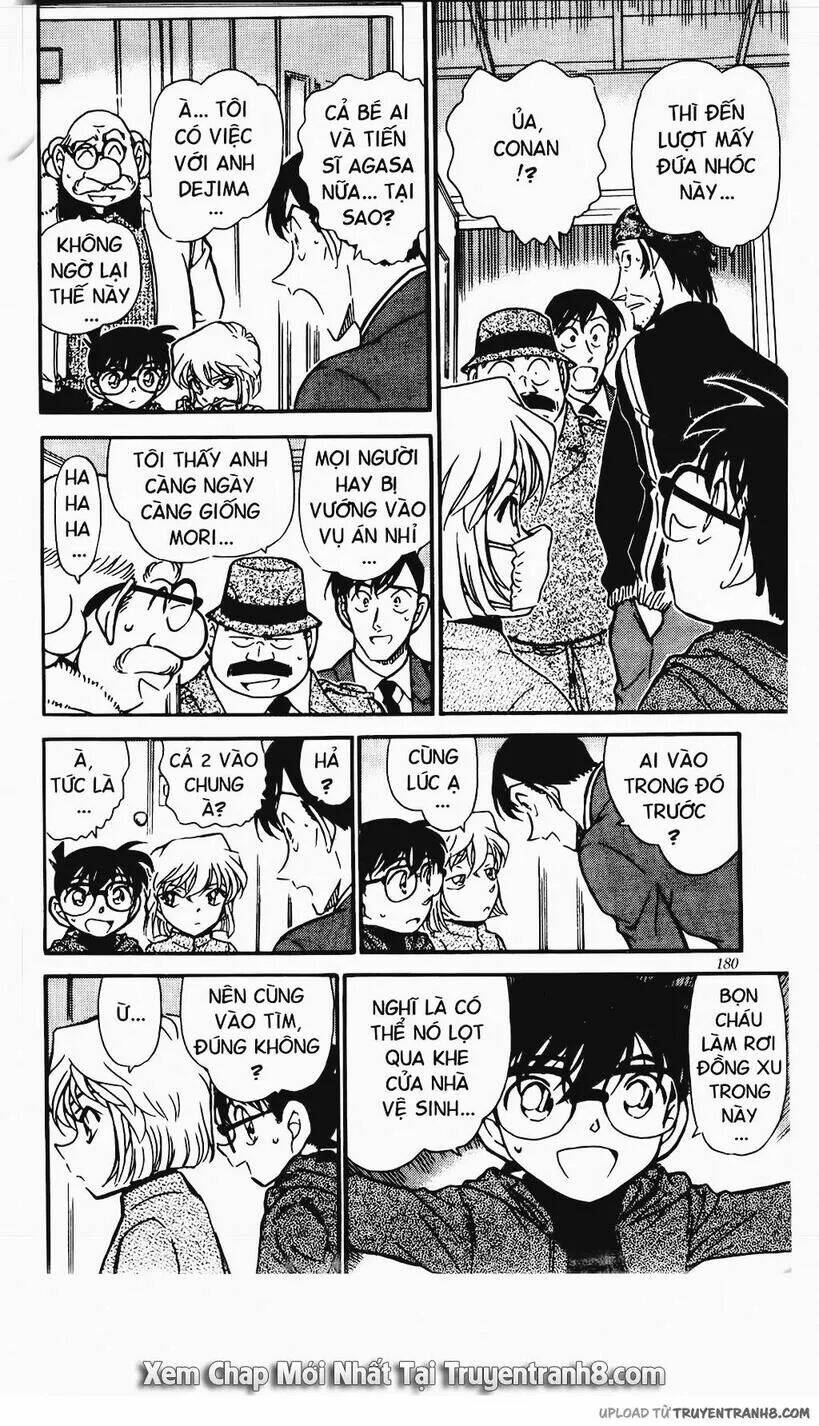 THÌ ĐẾN
LƯỢT MẤY
ĐỨA NHÓC
NÀY...
ỦA,
CONAN
!?
CẢ BÉ AI
VÀ TIẾN
SĨ AGASA
NỮA... TẠI
SAO?
À... TÔI
CÓ VIỆC
VỚI ANH
DEJIMA
...
KHÔNG
NGỜ LẠI
THẾ NÀY
...
MỌI NGƯỜI
HAY BỊ
VƯỚNG VÀO
VỤ ÁN NHỈ
...
TÔI THẤY ANH
CÀNG NGÀY
CÀNG GIỐNG
MORI...
HA
HA
HA...
AI VÀO
TRONG ĐÓ
TRƯỚC
?
CÙNG
LÚC Ạ
...
HẢ
?
CẢ 2 VÀO
CHUNG
À?
À,
TỨC LÀ
...
180
BỌN
CHÁU
LÀM RƠI
ĐỒNG XU
TRONG
NÀY
...
NGHĨ LÀ CÓ
THỂ NÓ LỌT
QUA KHE
CỬA NHÀ
VỆ SINH...
NÊN CÙNG
VÀO TÌM,
ĐÚNG KHÔNG
?
Ừ...
Xem Chap Mới Nhất Tại Truyentranh8.com
UPLOAD TỪ TRUYENTRANH8.COM